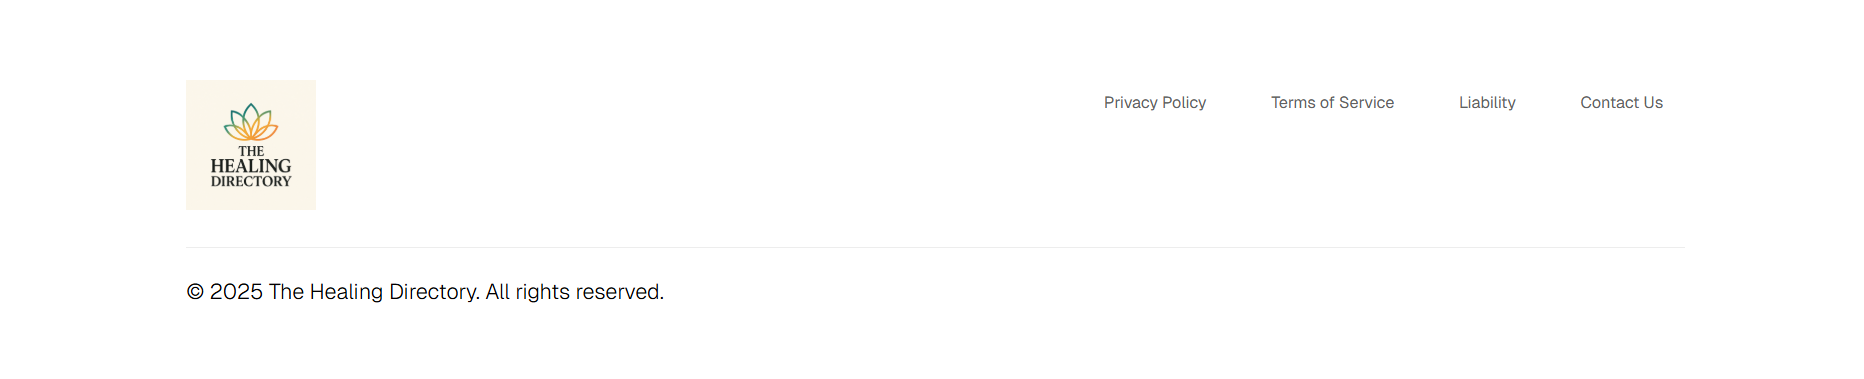 THE
HEALING
DIRECTORY
Privacy Policy Terms of Service Liability Contact Us
© 2025 The Healing Directory. All rights reserved.